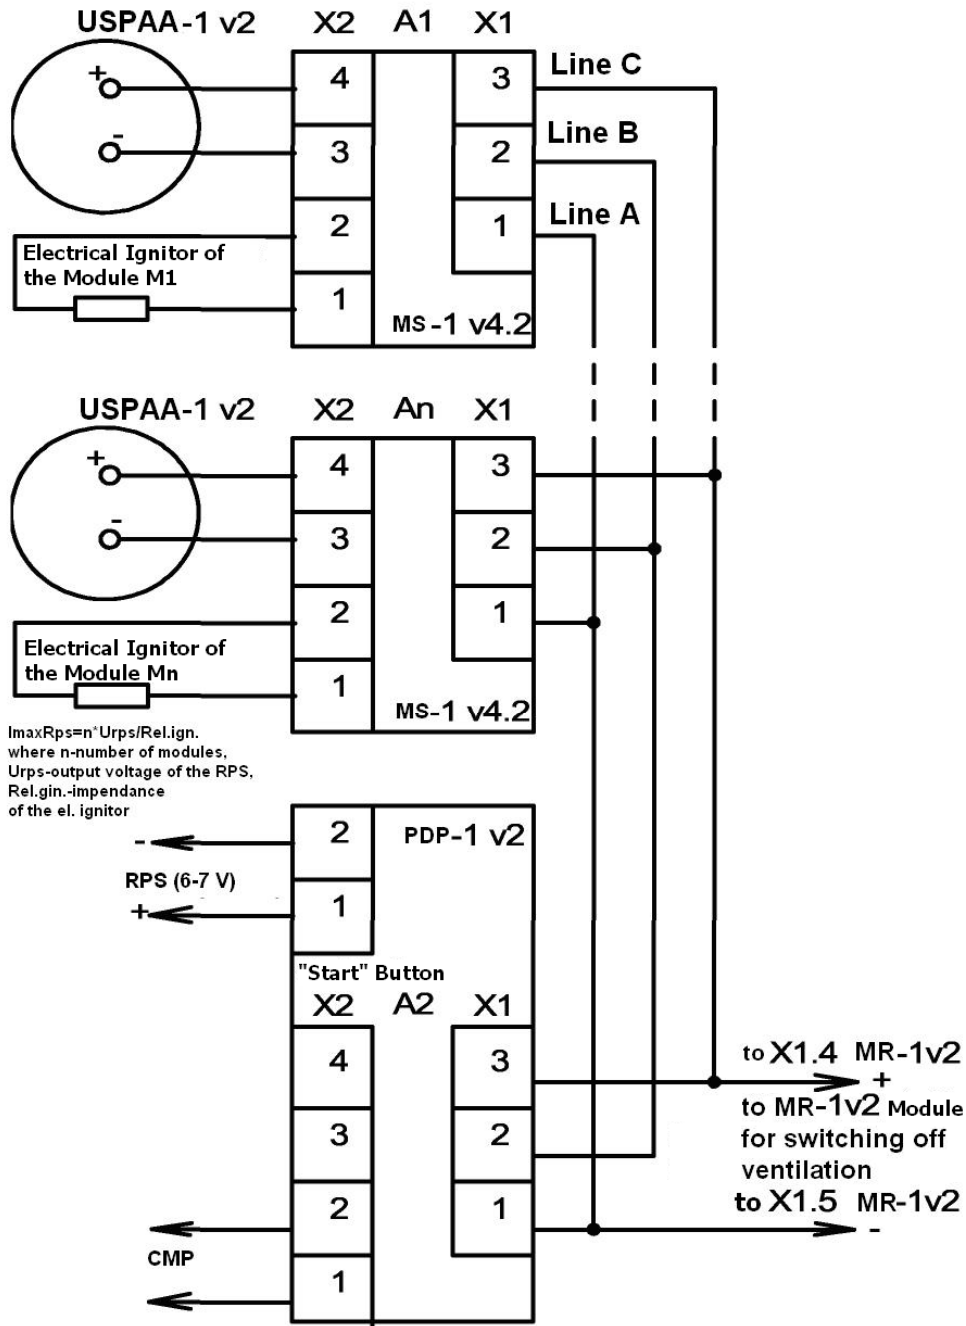 USPAA-1 v2 X2 A1 X1
+
-
4
3
2
1
3
2
1
Line C
Line B
Line A
Electrical Ignitor of
the Module M1
MS-1 v4.2
USPAA-1 v2 X2 An X1
+
-
4
3
2
1
3
2
1
Electrical Ignitor of
the Module Mn
MS-1 v4.2
ImaxRps=n*Urps/Rel.ign.
where n-number of modules,
Urps-output voltage of the RPS,
Rel.gin.-impendance
of the el. ignitor
-
RPS (6-7 V)
+
2
1
PDP-1 v2
"Start" Button
X2 A2 X1
4
3
2
1
3
2
1
CMP
to X1.4 MR-1v2
+
to MR-1v2 Module
for switching off
ventilation
to X1.5 MR-1v2
-